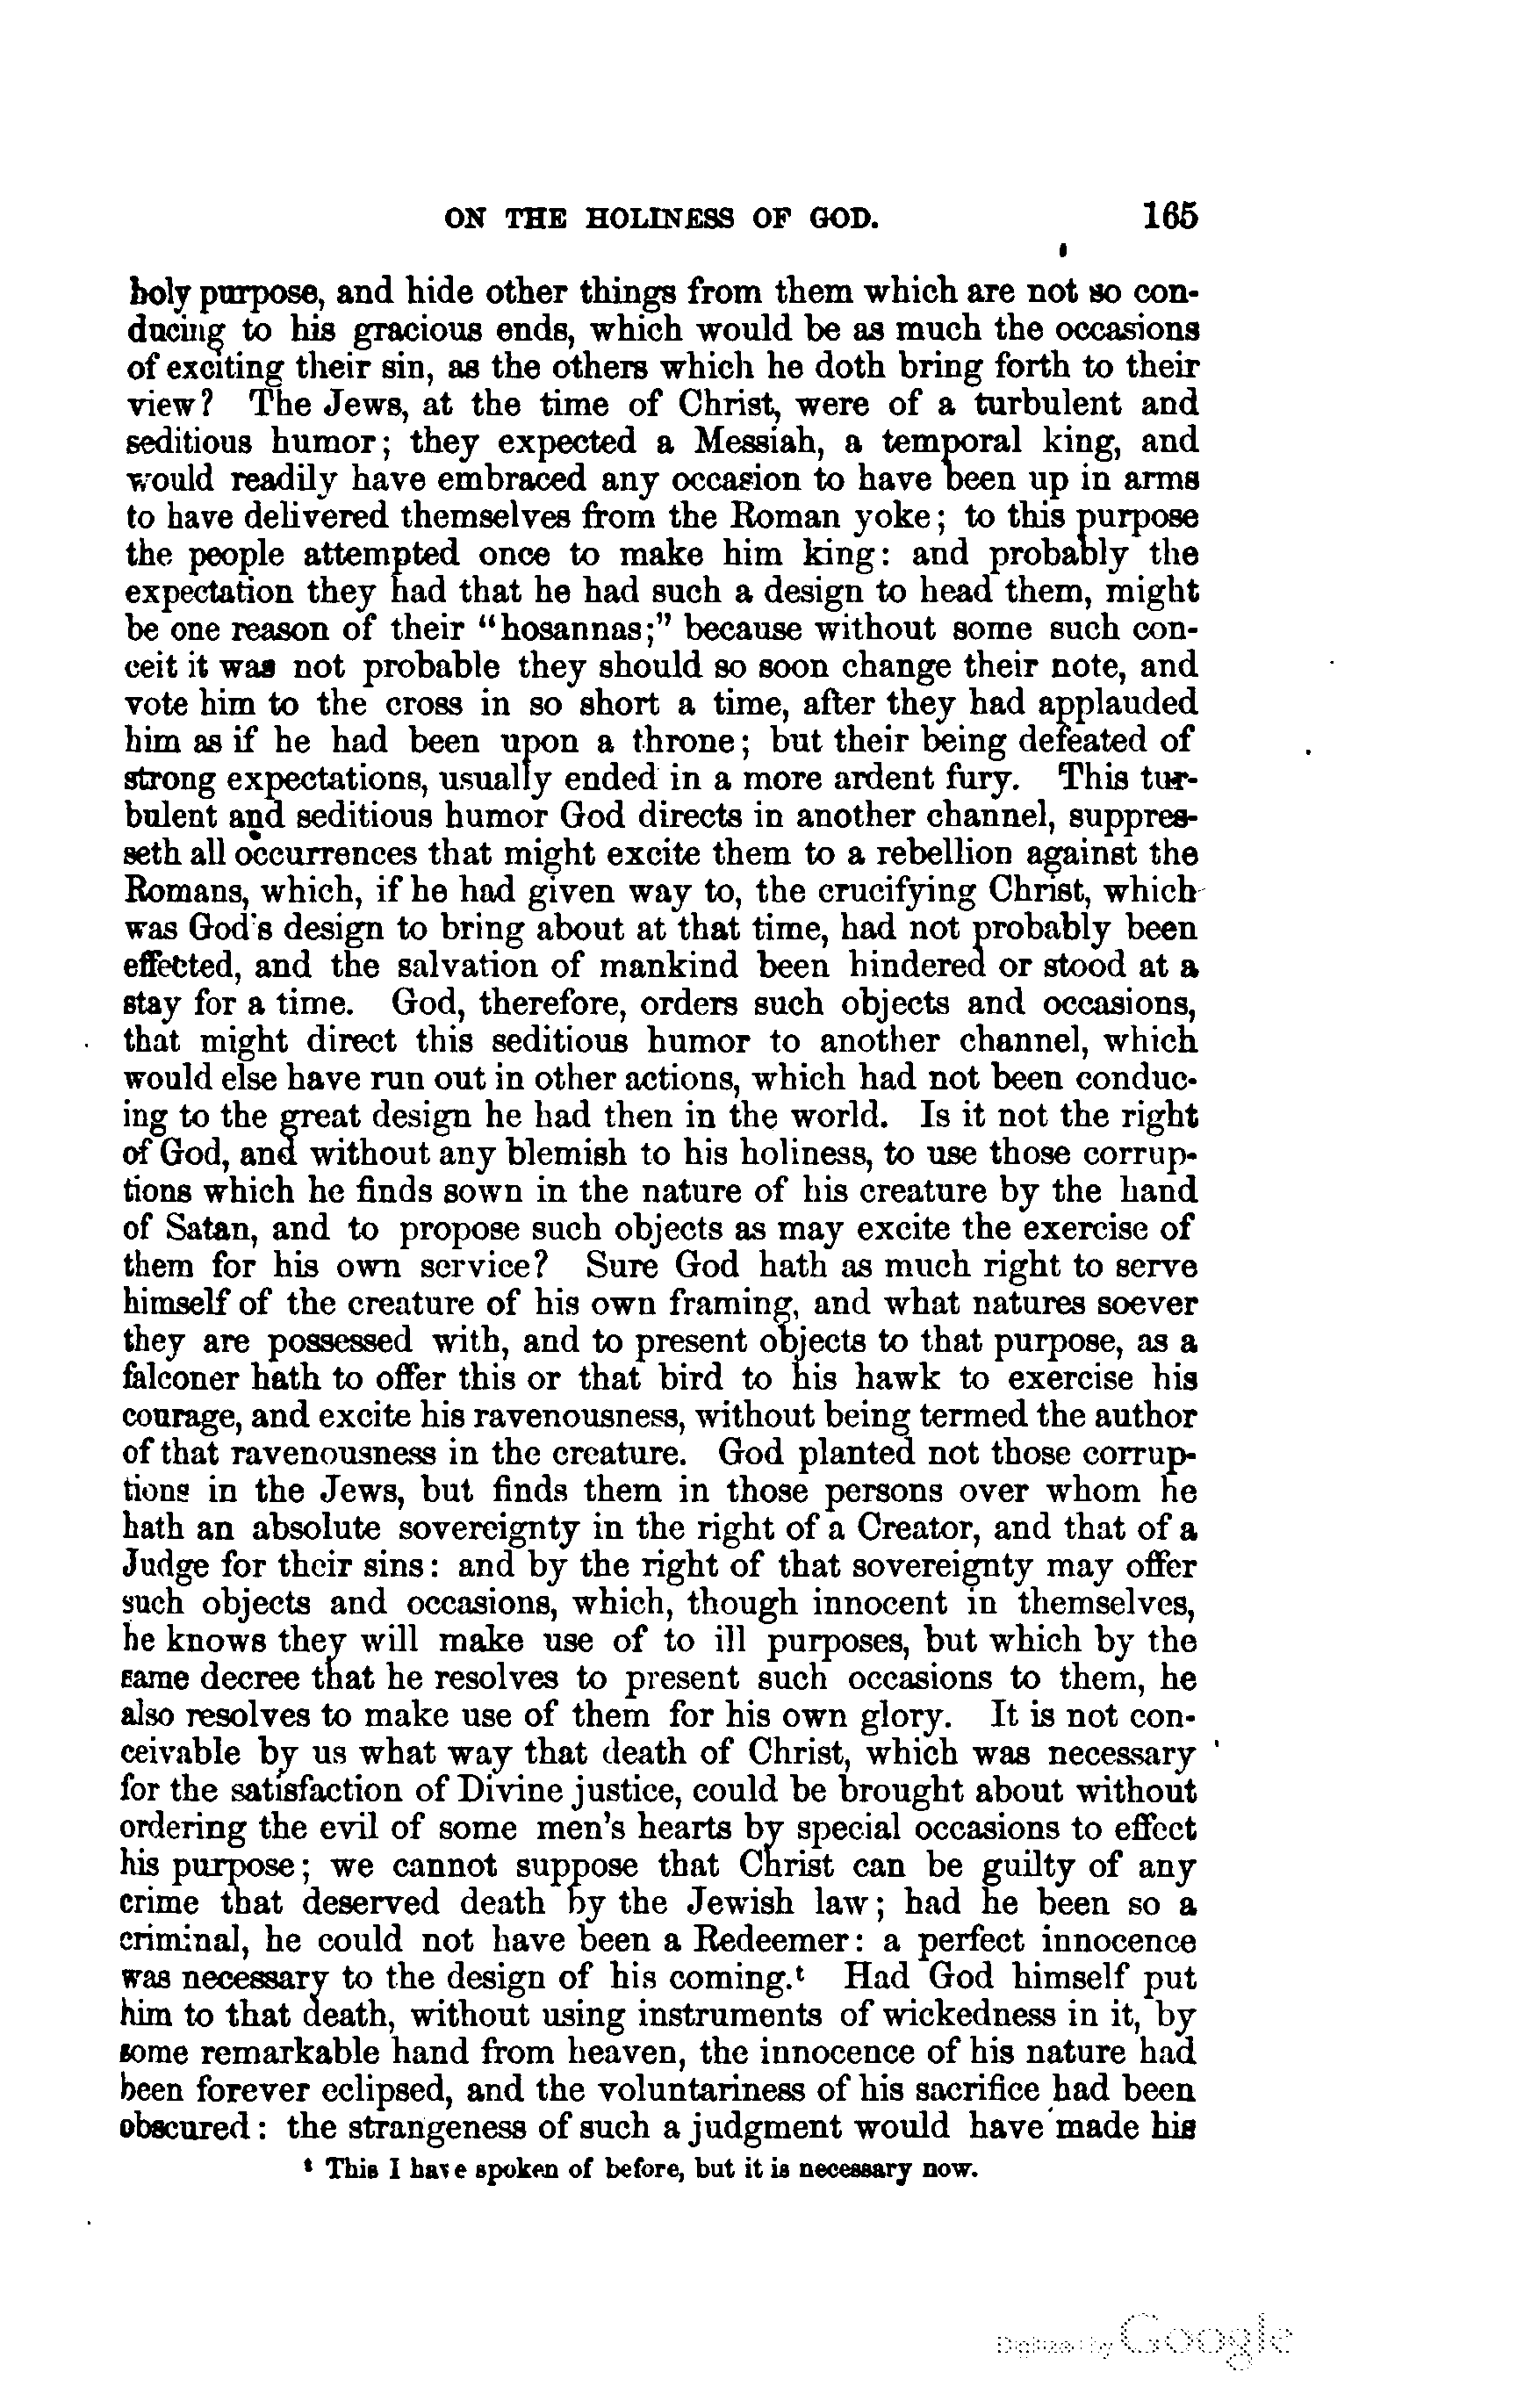 ON THE HOLINESS OF GOD. 165
holy purpose, and hide other things from them which are not so con-
ducing to his gracious ends, which would be as much the occasions
of exciting their sin, as the others which he doth bring forth to their
view? The Jews, at the time of Christ, were of a turbulent and
seditious humor; they expected a Messiah, a temporal king, and
would readily have embraced any occasion to have been up in arms
to have delivered themselves from the Roman yoke; to this purpose
the people attempted once to make him king: and probably the
expectation they had that he had such a design to head them, might
be one reason of their "hosannas;" because without some such con-
ceit it was not probable they should so soon change their note, and
vote him to the cross in so short a time, after they had applauded
him as if he had been upon a throne; but their being defeated of
strong expectations, usually ended in a more ardent fury. This tur-
bulent and seditious humor God directs in another channel, suppres-
seth all occurrences that might excite them to a rebellion against the
Romans, which, if he had given way to, the crucifying Christ, which
was God's design to bring about at that time, had not probably been
effected, and the salvation of mankind been hindered or stood at a
stay for a time. God, therefore, orders such objects and occasions,
that might direct this seditious humor to another channel, which
would else have run out in other actions, which had not been conduc-
ing to the great design he had then in the world. Is it not the right
of God, and without any blemish to his holiness, to use those corrup-
tions which he finds sown in the nature of his creature by the hand
of Satan, and to propose such objects as may excite the exercise of
them for his own service? Sure God hath as much right to serve
himself of the creature of his own framing, and what natures soever
they are possessed with, and to present objects to that purpose, as a
falconer hath to offer this or that bird to his hawk to exercise his
courage, and excite his ravenousness, without being termed the author
of that ravenousness in the creature. God planted not those corrup-
tions in the Jews, but finds them in those persons over whom he
hath an absolute sovereignty in the right of a Creator, and that of a
Judge for their sins: and by the right of that sovereignty may offer
such objects and occasions, which, though innocent in themselves,
he knows they will make use of to ill purposes, but which by the
same decree that he resolves to present such occasions to them, he
also resolves to make use of them for his own glory. It is not con-
ceivable by us what way that death of Christ, which was necessary
for the satisfaction of Divine justice, could be brought about without
ordering the evil of some men's hearts by special occasions to effect
his purpose; we cannot suppose that Christ can be guilty of any
crime that deserved death by the Jewish law; had he been so a
criminal, he could not have been a Redeemer: a perfect innocence
was necessary to the design of his coming.t Had God himself put
him to that death, without using instruments of wickedness in it, by
some remarkable hand from heaven, the innocence of his nature had
been forever eclipsed, and the voluntariness of his sacrifice had been
obscured: the strangeness of such a judgment would have made his
t This I have spoken of before, but it is necessary now.
Digitized by Google